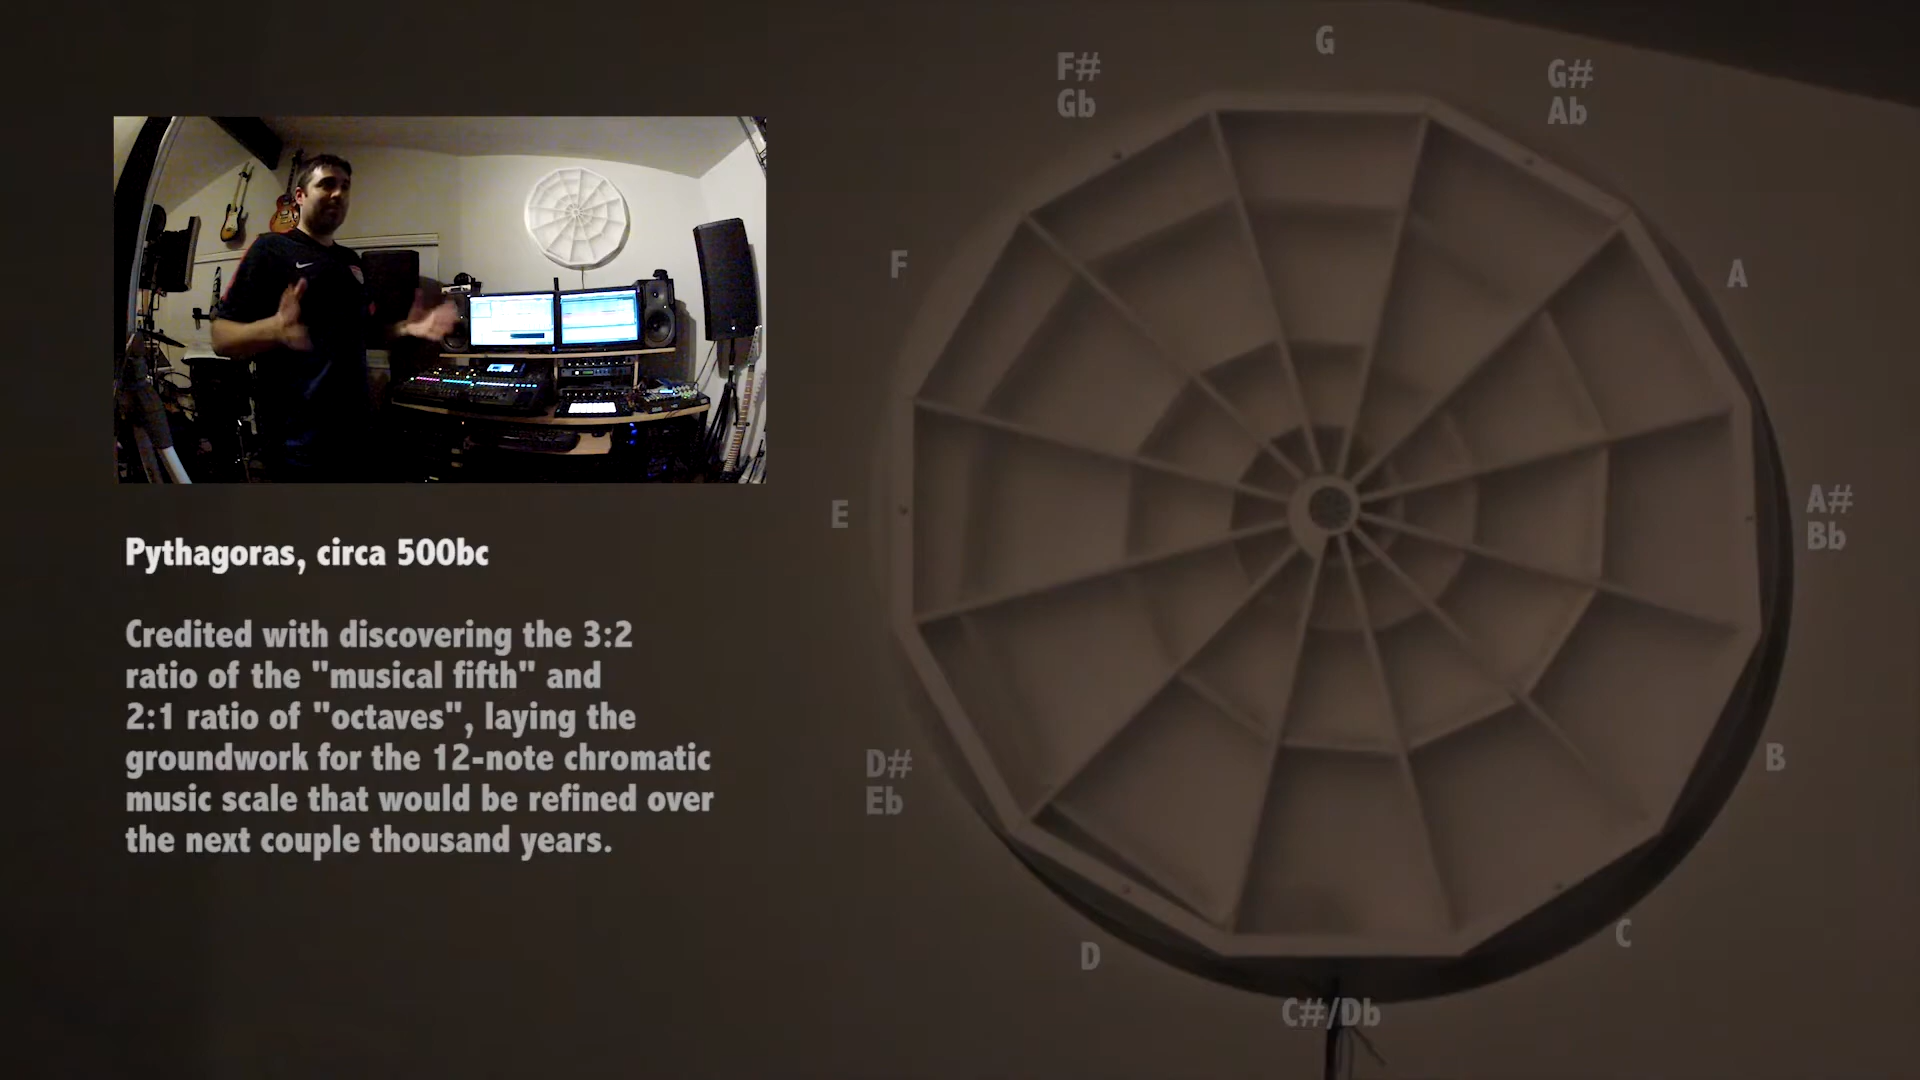 Pythagoras, circa 500bc
Credited with discovering the 3:2
ratio of the "musical fifth" and
2:1 ratio of "octaves", laying the
groundwork for the 12-note chromatic
music scale that would be refined over
the next couple thousand years.
G
G#
Ab
A
A#
Bb
B
C
C#/Db
D
D#
Eb
E
F
F#
Gb